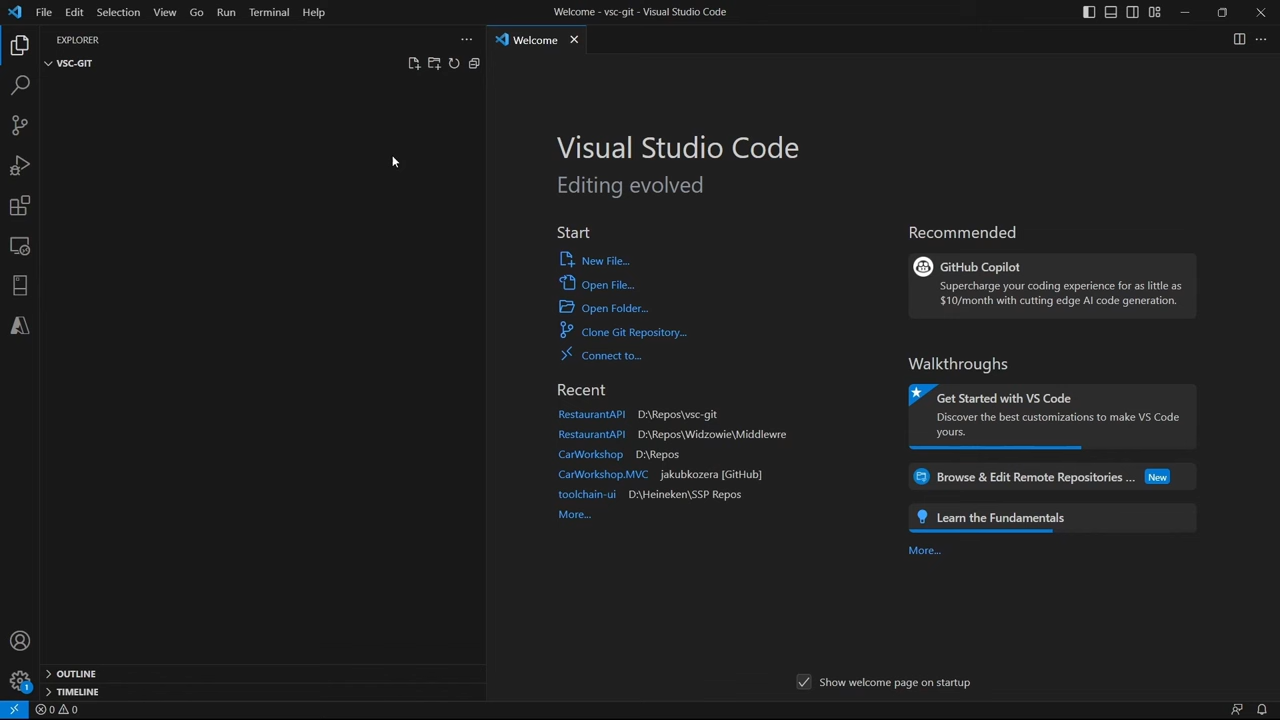 File Edit Selection View Go Run Terminal Help
Welcome - vsc-git - Visual Studio Code
EXPLORER
VSC-GIT
Welcome
Visual Studio Code
Editing evolved
Start
New File...
Open File...
Open Folder...
Clone Git Repository...
Connect to...
Recent
RestaurantAPI D:\Repos\vsc-git
RestaurantAPI D:\Repos\Widzowie\Middlewre
CarWorkshop D:\Repos
CarWorkshop.MVC jakubkozera [GitHub]
toolchain-ui D:\Heineken\SSP Repos
More...
Recommended
GitHub Copilot
Supercharge your coding experience for as little as
$10/month with cutting edge AI code generation.
Walkthroughs
Get Started with VS Code
Discover the best customizations to make VS Code
yours.
Browse & Edit Remote Repositories ... New
Learn the Fundamentals
More...
Show welcome page on startup
OUTLINE
TIMELINE
1
0 0